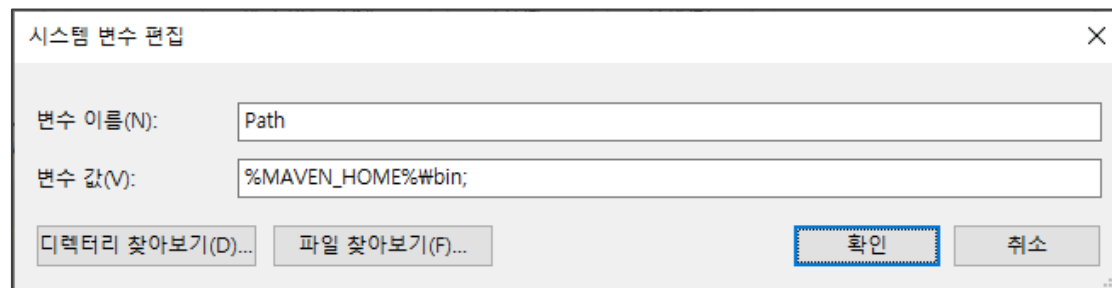 시스템 변수 편집
변수 이름(N): Path
변수 값(V): %MAVEN_HOME%₩bin;
디렉터리 찾아보기(D)... 파일 찾아보기(F)... 확인 취소